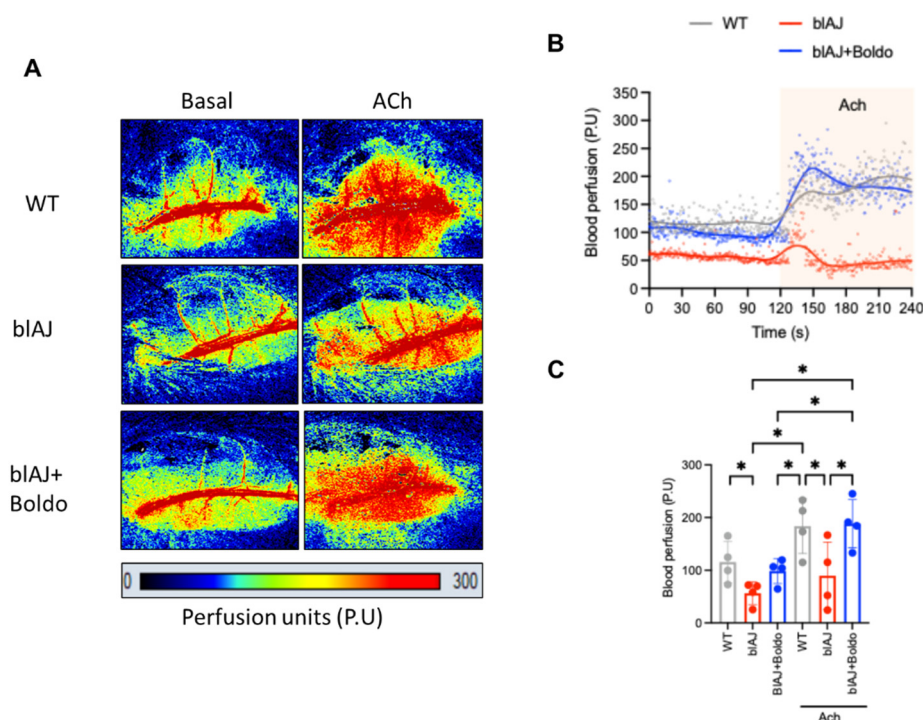 A
Basal ACh
WT
blAJ
blAJ+
Boldo
0 300
Perfusion units (P.U)
WT blAJ
blAJ+Boldo
B
Blood perfusion (P.U)
350
300
250
200
150
100
50
0
Ach
0 30 60 90 120 150 180 210 240
Time (s)
C
* 
*
*
* * * *
Blood perfusion (P.U)
300
200
100
0
WT
blAJ
BlAJ+Boldo
WT
blAJ
blAJ+Boldo
Ach